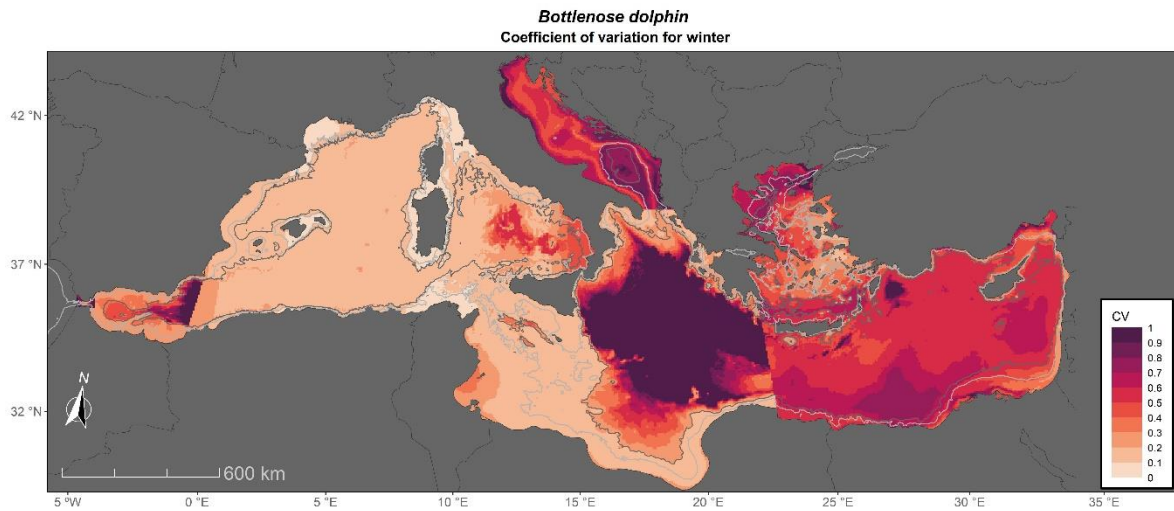 Bottlenose dolphin
Coefficient of variation for winter
42 °N
37 °N
32 °N
N
600 km
CV
1
0.9
0.8
0.7
0.6
0.5
0.4
0.3
0.2
0.1
0
5 °W
0 °E
5 °E
10 °E
15 °E
20 °E
25 °E
30 °E
35 °E